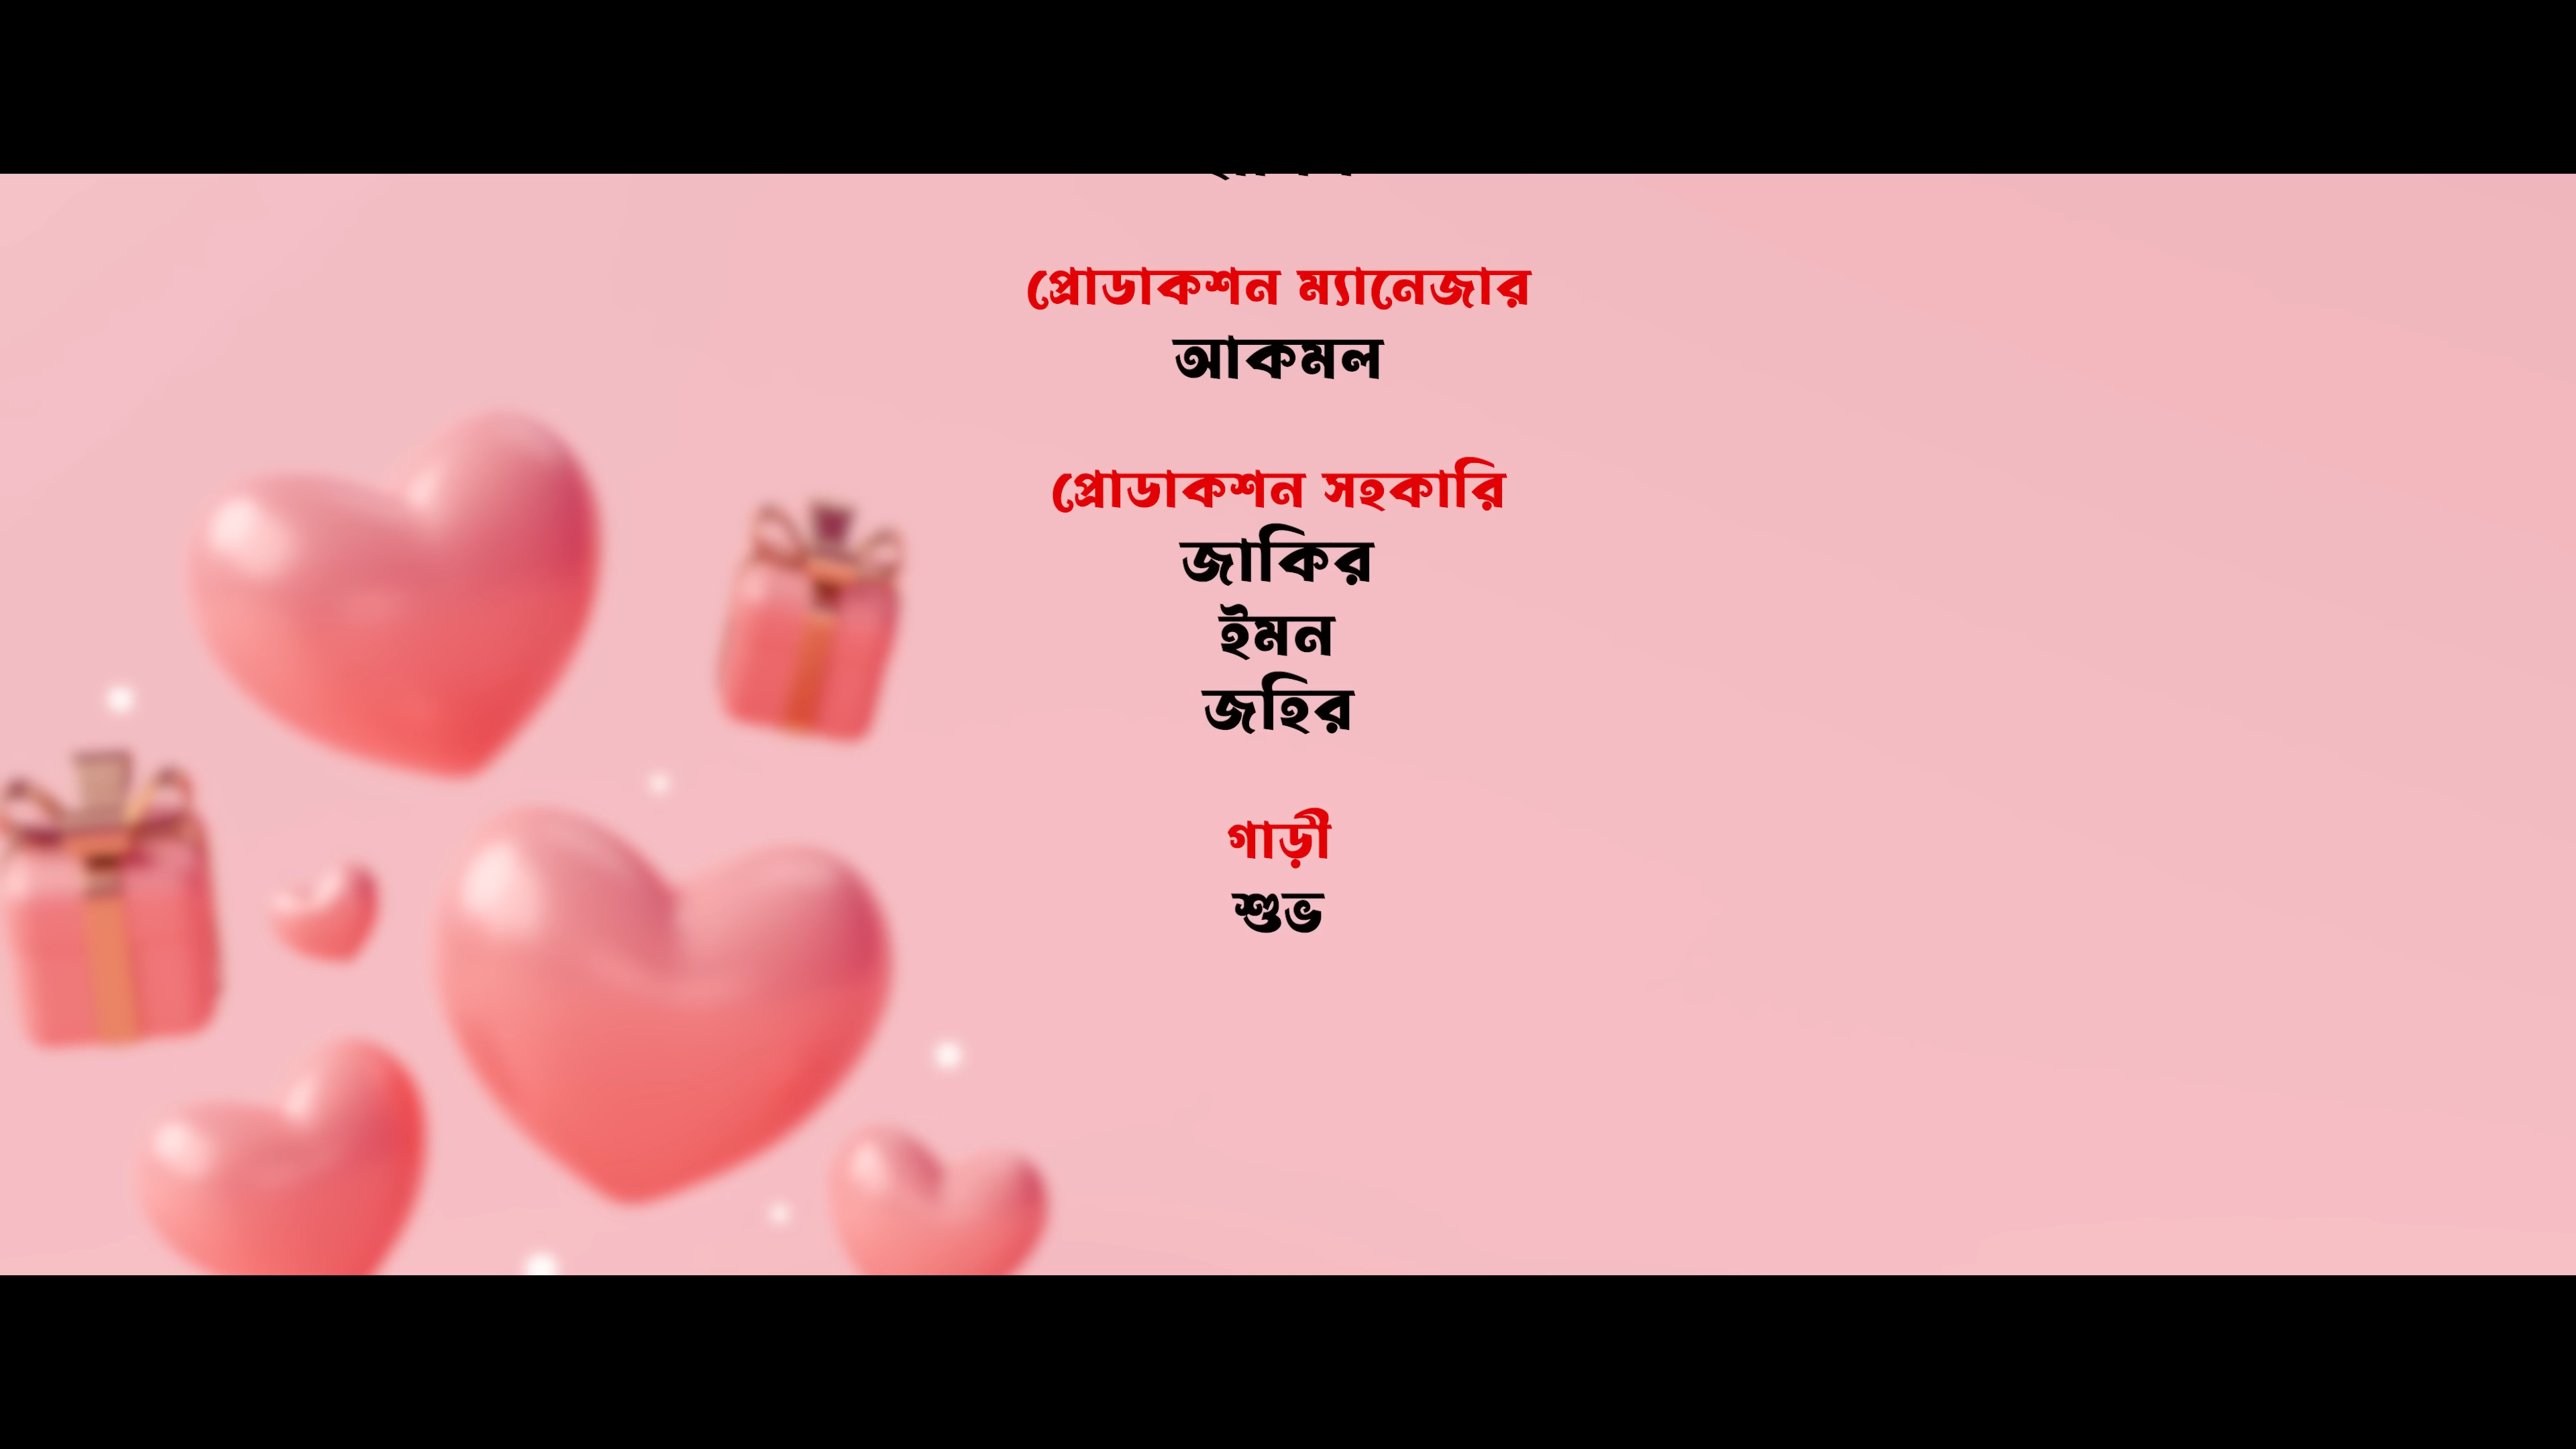 প্রোডাকশন ম্যানেজার
আকমল
প্রোডাকশন সহকারি
জাকির
ইমন
জহির
গাড়ী
শুভ